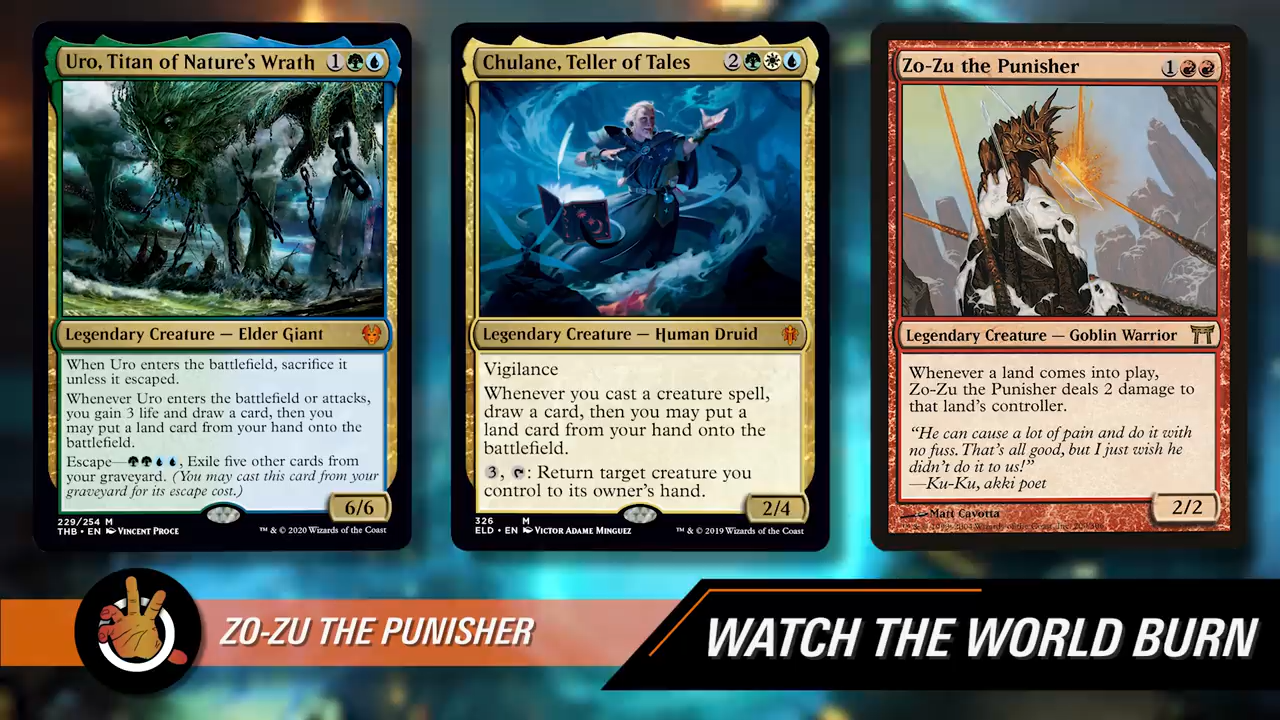 Uro, Titan of Nature's Wrath 1
Legendary Creature — Elder Giant
When Uro enters the battlefield, sacrifice it
unless it escaped.
Whenever Uro enters the battlefield or attacks,
you gain 3 life and draw a card, then you
may put a land card from your hand onto the
battlefield.
Escape—, Exile five other cards from
your graveyard. (You may cast this card from your
graveyard for its escape cost.)
6/6
229/254 M
THB • EN Vincent Proce
™ & © 2020 Wizards of the Coast
Chulane, Teller of Tales 2
Legendary Creature — Human Druid
Vigilance
Whenever you cast a creature spell,
draw a card, then you may put a
land card from your hand onto the
battlefield.
3, : Return target creature you
control to its owner's hand.
2/4
326 M
ELD • EN Victor Adame Minguez
™ & © 2019 Wizards of the Coast
Zo-Zu the Punisher 1
Legendary Creature — Goblin Warrior
Whenever a land comes into play,
Zo-Zu the Punisher deals 2 damage to
that land's controller.
"He can cause a lot of pain and do it with
no fuss. That's all good, but I just wish he
didn't do it to us!"
—Ku-Ku, akki poet
2/2
Matt Cavotta
ZO-ZU THE PUNISHER
WATCH THE WORLD BURN